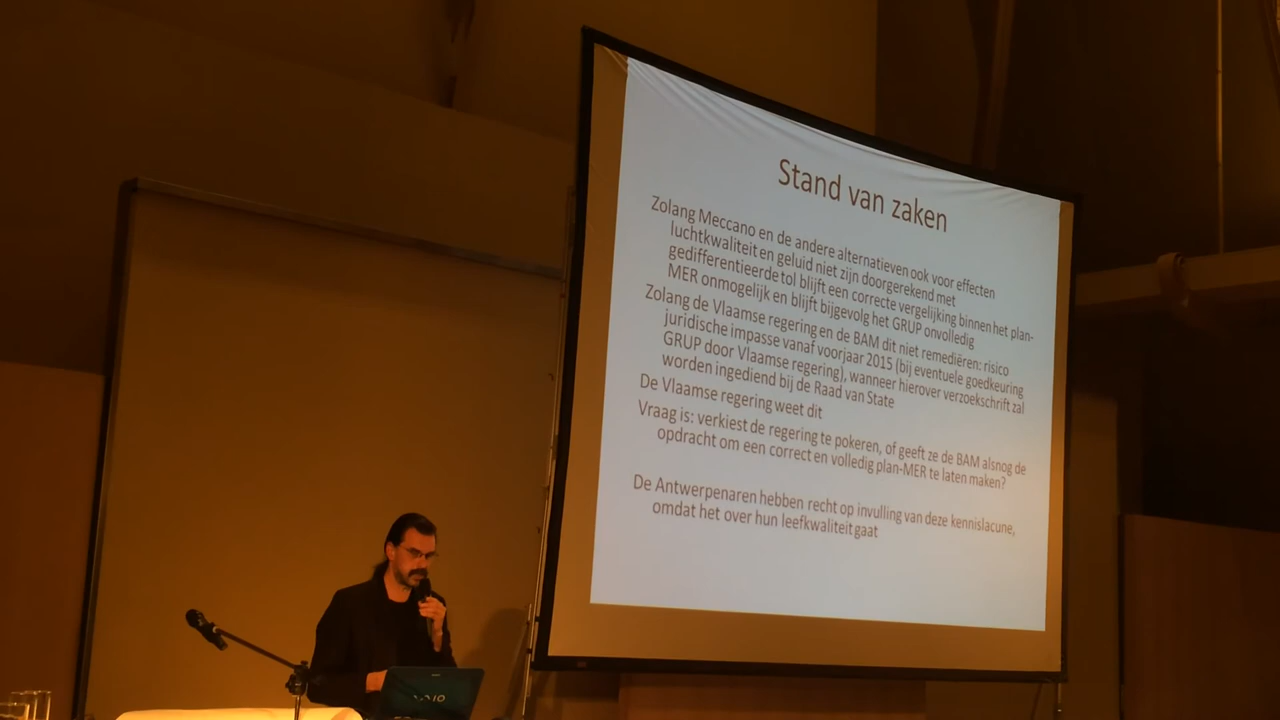 Stand van zaken
Zolang Meccano en de andere alternatieven ook voor effecten
luchtkwaliteit en geluid niet zijn doorgerekend met
gedifferentieerde tol blijft een correcte vergelijking binnen het plan-
MER onmogelijk en blijft bijgevolg het GRUP onvolledig
Zolang de Vlaamse regering en de BAM dit niet remediëren: risico
juridische impasse vanaf voorjaar 2015 (bij eventuele goedkeuring
GRUP door Vlaamse regering), wanneer hierover verzoekschrift zal
worden ingediend bij de Raad van State
De Vlaamse regering weet dit
Vraag is: verkiest de regering te pokeren, of geeft ze de BAM alsnog de
opdracht om een correct en volledig plan-MER te laten maken?
De Antwerpenaren hebben recht op invulling van deze kennislacune,
omdat het over hun leefkwaliteit gaat
VAIO